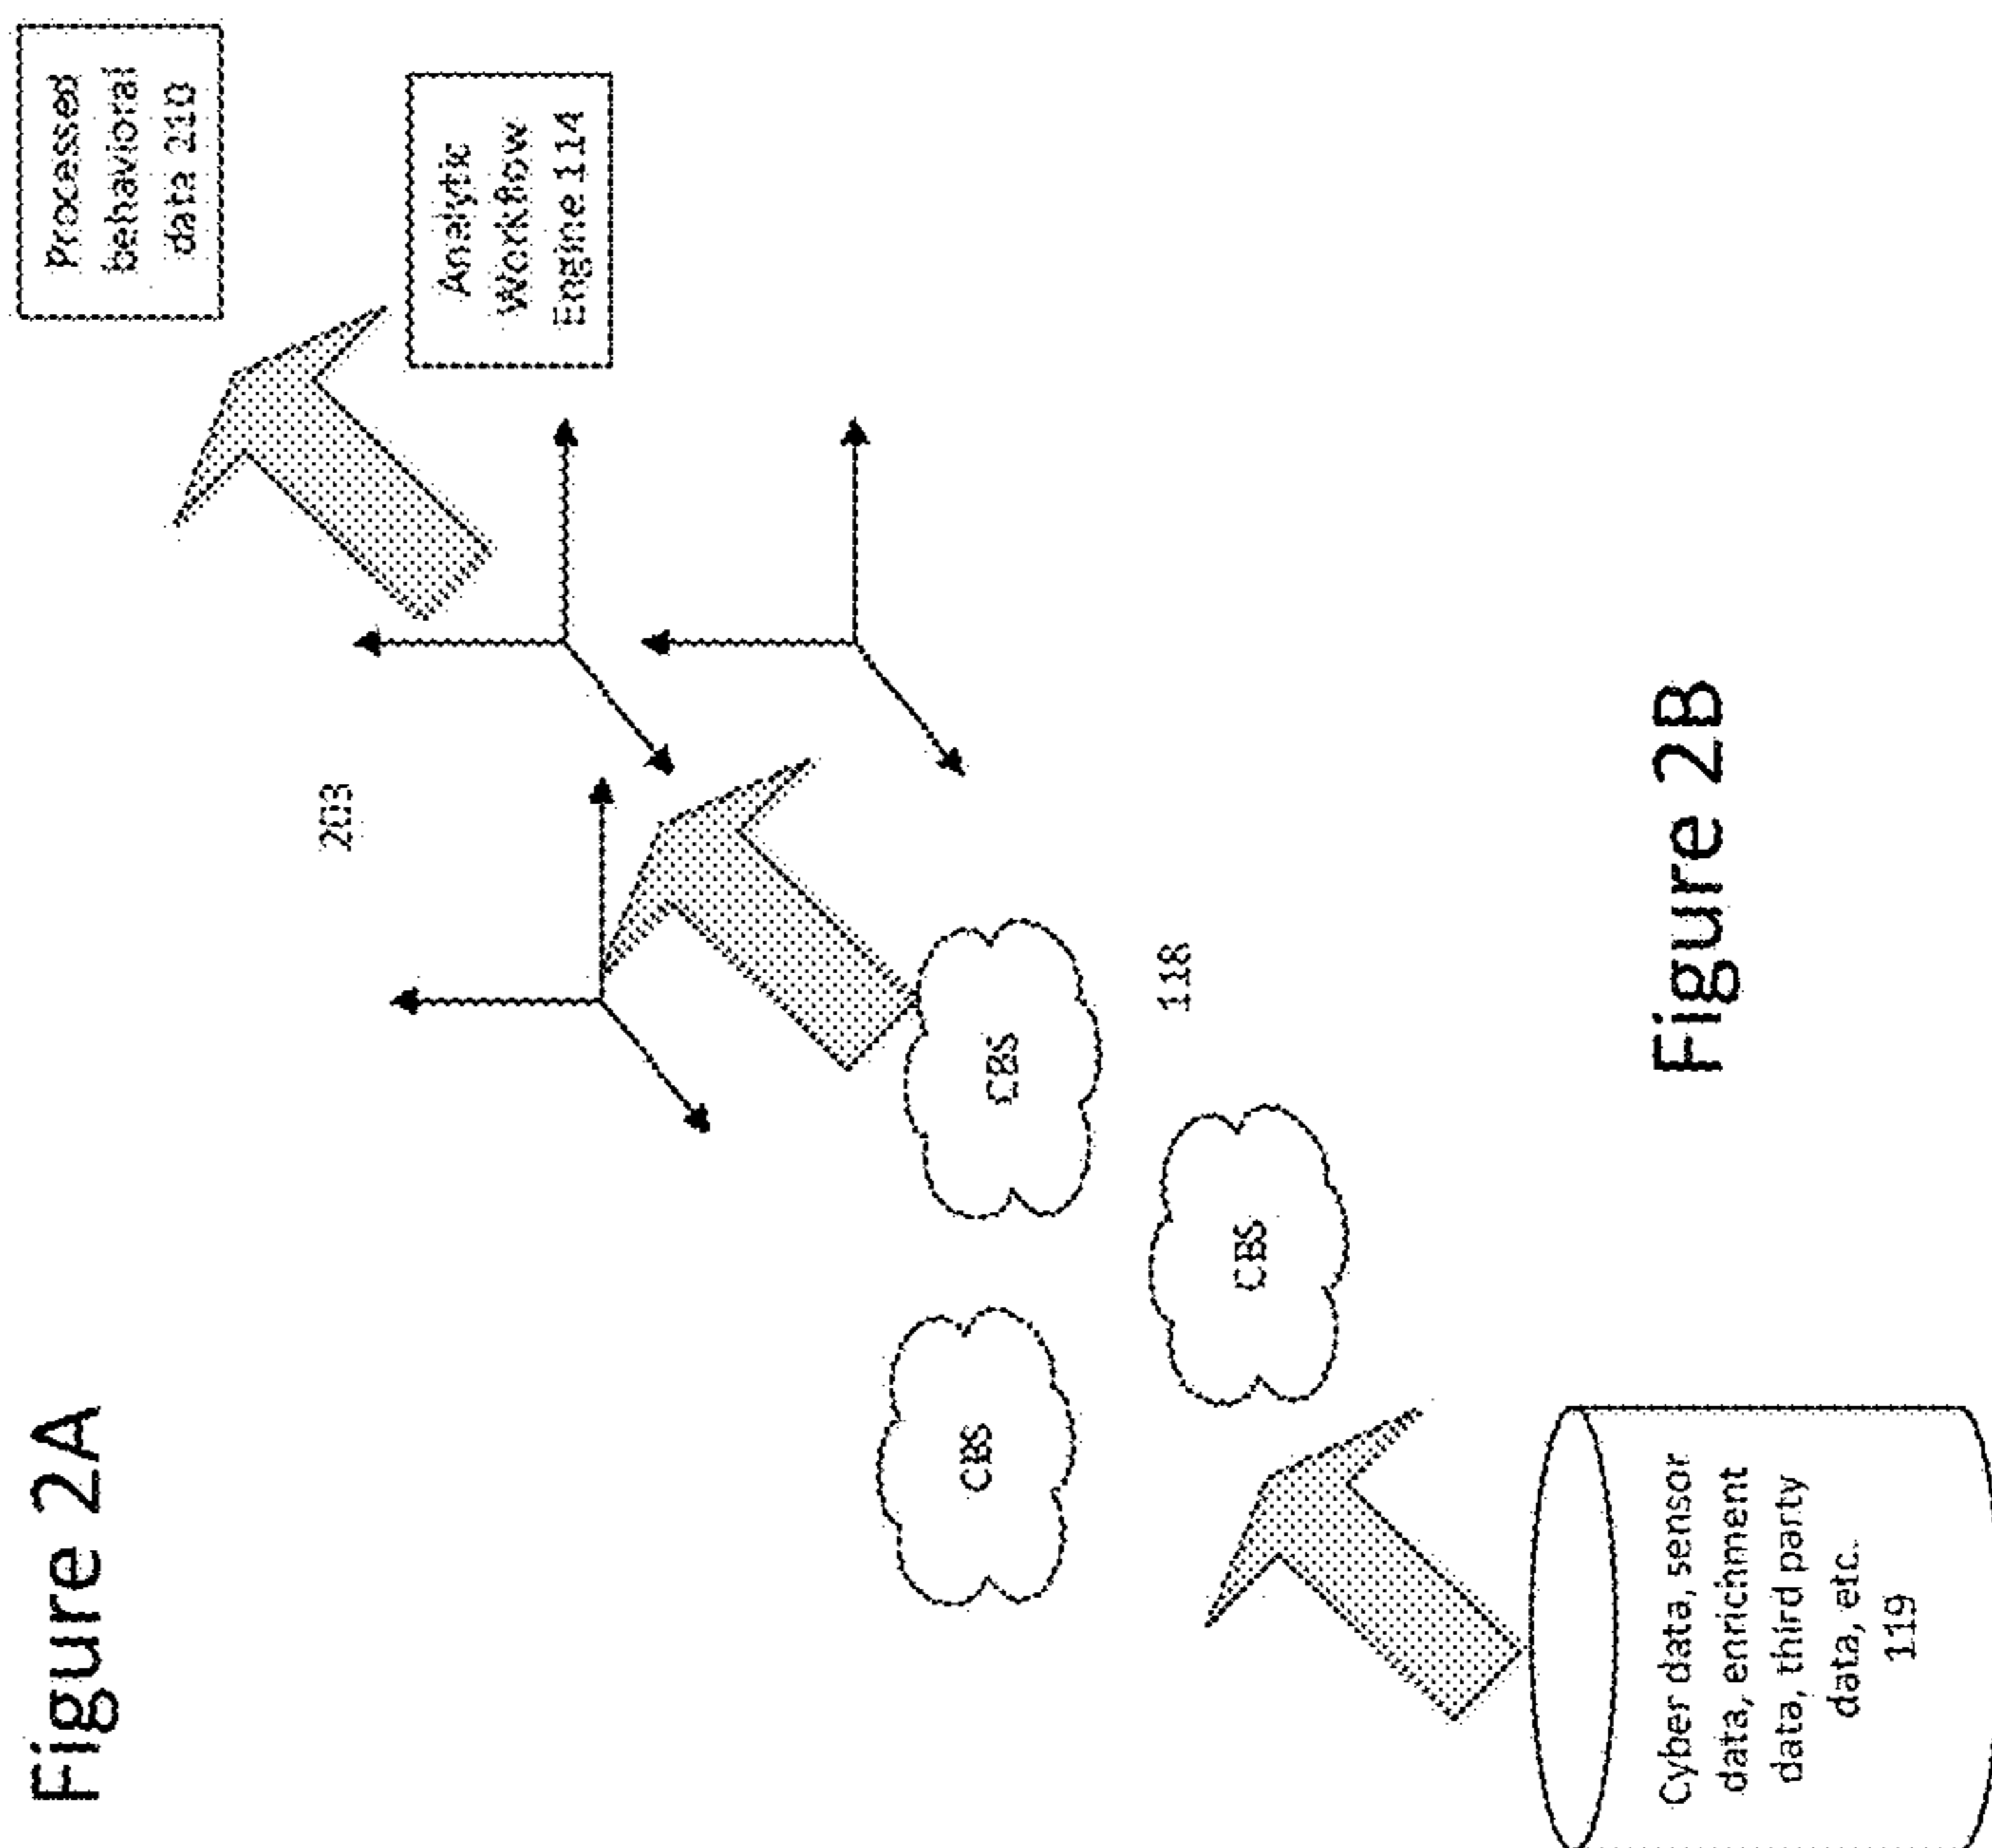 Figure 2A
Processed
behavioral
data 210
203
Analytic
Workflow
Engine 114
CBS
CBS
118
CBS
Figure 2B
Cyber data, sensor
data, enrichment
data, third party
data, etc.
119